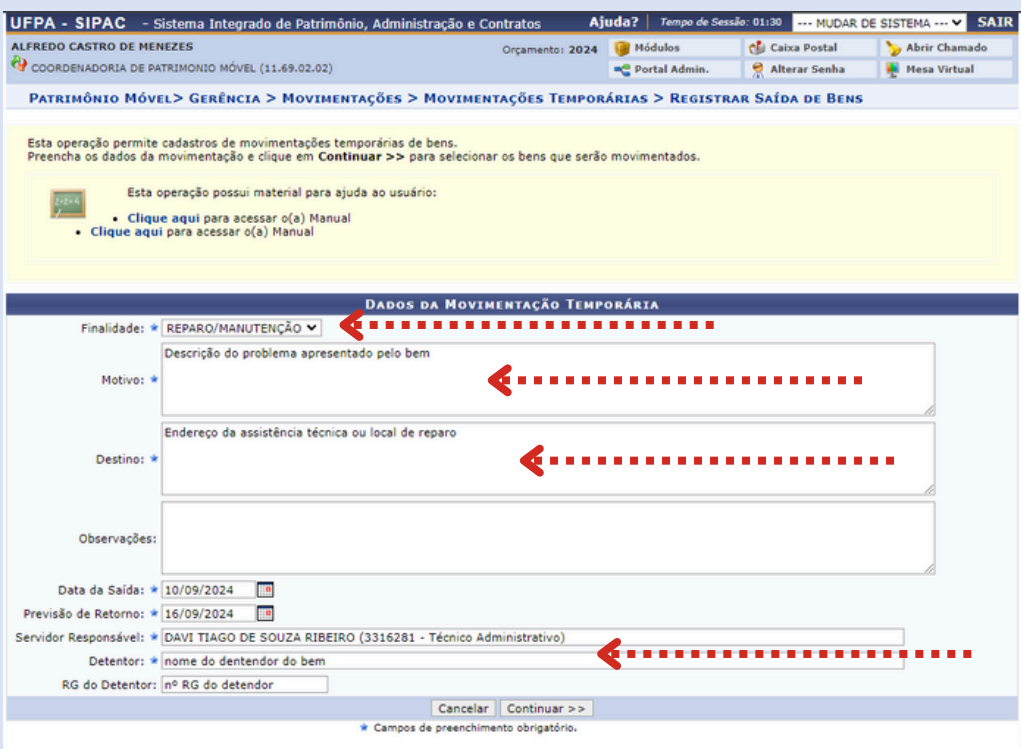 UFPA - SIPAC - Sistema Integrado de Patrimônio, Administração e Contratos Ajuda? Tempo de Sessão: 01:30 --- MUDAR DE SISTEMA --- SAIR
ALFREDO CASTRO DE MENEZES Orçamento: 2024 Módulos Caixa Postal Abrir Chamado
COORDENADORIA DE PATRIMONIO MÓVEL (11.69.02.02) Portal Admin. Alterar Senha Mesa Virtual
PATRIMÔNIO MÓVEL> GERÊNCIA > MOVIMENTAÇÕES > MOVIMENTAÇÕES TEMPORÁRIAS > REGISTRAR SAÍDA DE BENS
Esta operação permite cadastros de movimentações temporárias de bens.
Preencha os dados da movimentação e clique em Continuar >> para selecionar os bens que serão movimentados.
Esta operação possui material para ajuda ao usuário:
• Clique aqui para acessar o(a) Manual
• Clique aqui para acessar o(a) Manual
DADOS DA MOVIMENTAÇÃO TEMPORÁRIA
Finalidade: REPARO/MANUTENÇÃO
Descrição do problema apresentado pelo bem
Motivo:
Endereço da assistência técnica ou local de reparo
Destino:
Observações:
Data da Saída: 10/09/2024
Previsão de Retorno: 16/09/2024
Servidor Responsável: DAVI TIAGO DE SOUZA RIBEIRO (3316281 - Técnico Administrativo)
Detentor: nome do dentendor do bem
RG do Detentor: nº RG do detendor
Cancelar Continuar >>
Campos de preenchimento obrigatório.